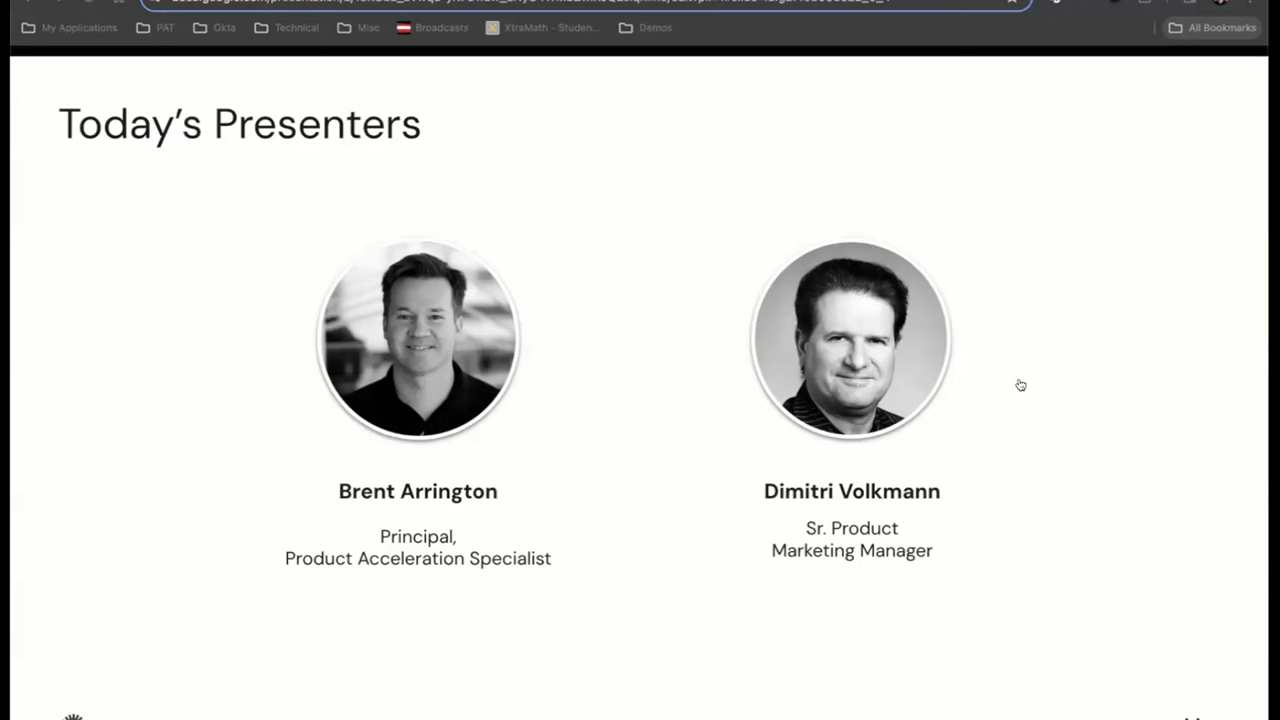 My Applications PAT Okta Technical Misc Broadcasts XtraMath - Studen... Demos All Bookmarks
Today's Presenters
Brent Arrington
Principal,
Product Acceleration Specialist
Dimitri Volkmann
Sr. Product
Marketing Manager